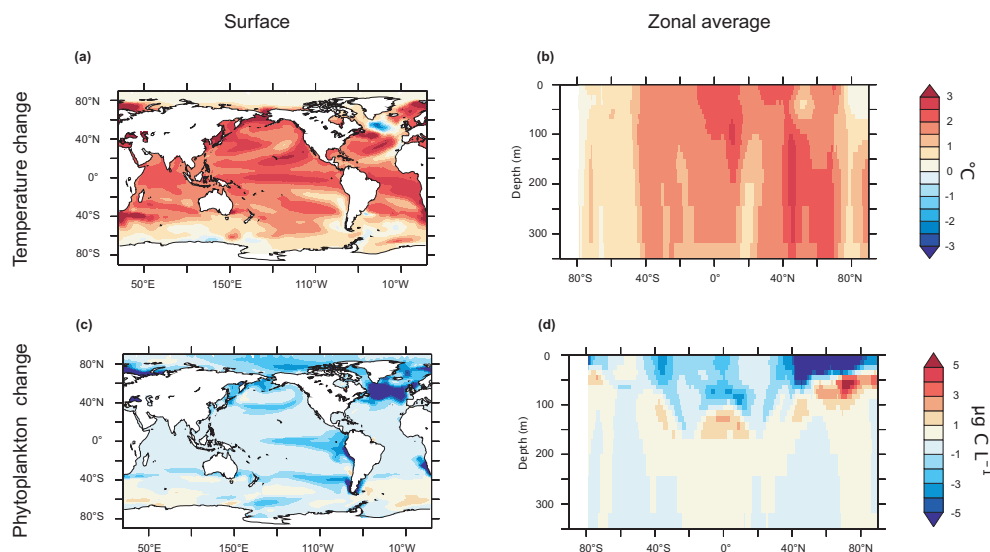 Surface
Zonal average
Temperature change
(a)
80°N
40°N
0°
40°S
80°S
50°E
150°E
110°W
10°W
(b)
Depth (m)
0
100
200
300
80°S
40°S
0°
40°N
80°N
3
2
1
0
-1
-2
-3
°C
Phytoplankton change
(c)
80°N
40°N
0°
40°S
80°S
50°E
150°E
110°W
10°W
(d)
Depth (m)
0
100
200
300
80°S
40°S
0°
40°N
80°N
5
3
1
-1
-3
-5
µg C L⁻¹